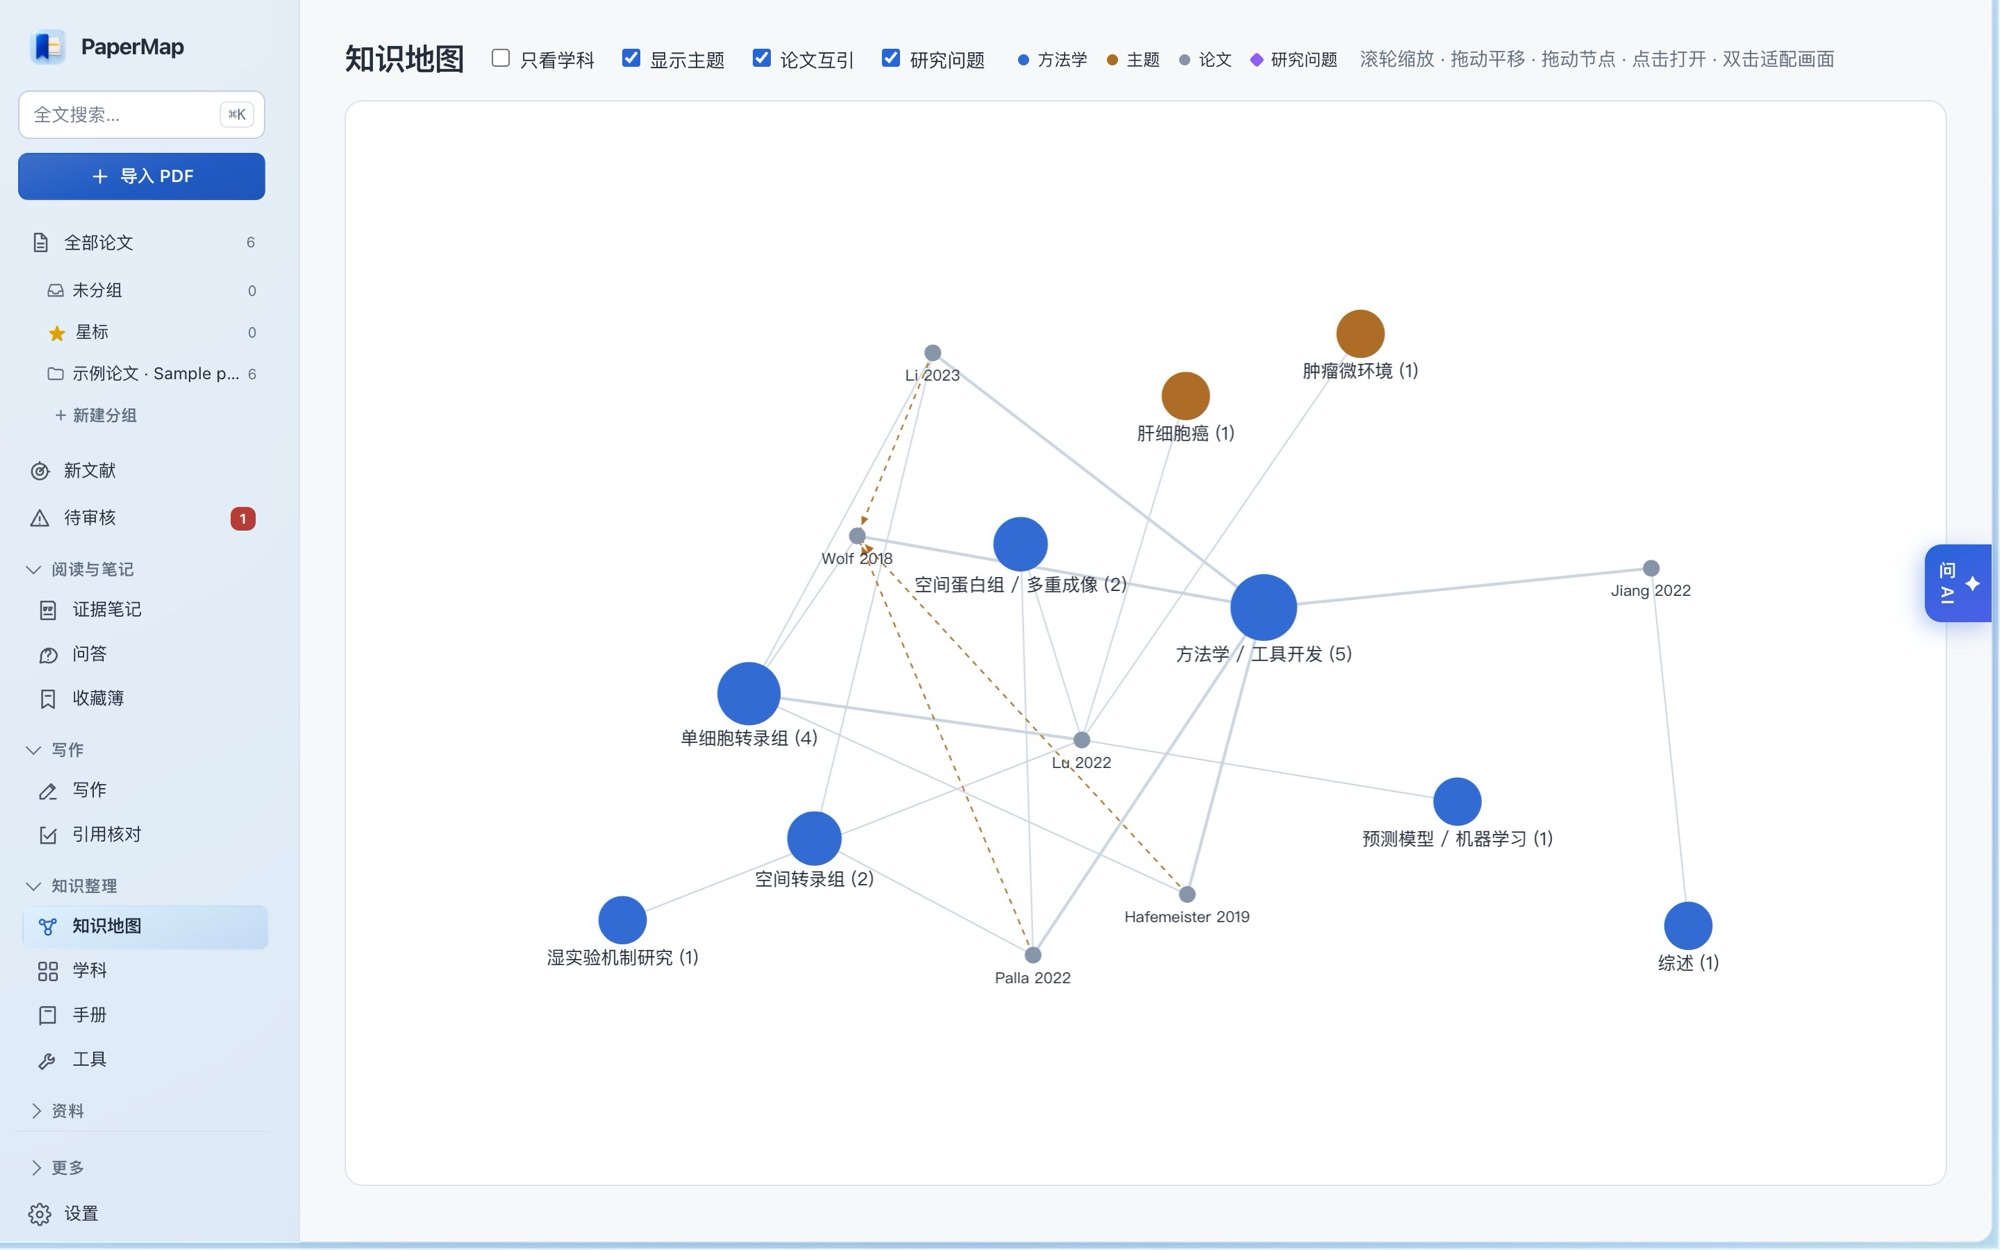 PaperMap
全文搜索... ⌘K
+ 导入 PDF
全部论文 6
未分组 0
星标 0
示例论文 · Sample p... 6
+ 新建分组
新文献
待审核 1
阅读与笔记
证据笔记
问答
收藏簿
写作
写作
引用核对
知识整理
知识地图
学科
手册
工具
资料
更多
设置
知识地图 只看学科 显示主题 论文互引 研究问题 方法学 主题 论文 研究问题 滚轮缩放 · 拖动平移 · 拖动节点 · 点击打开 · 双击适配画面
肿瘤微环境 (1)
Li 2023
肝细胞癌 (1)
Wolf 2018
空间蛋白组 / 多重成像 (2)
Jiang 2022
方法学 / 工具开发 (5)
单细胞转录组 (4)
Lu 2022
预测模型 / 机器学习 (1)
空间转录组 (2)
Hafemeister 2019
湿实验机制研究 (1)
综述 (1)
Palla 2022
问 AI